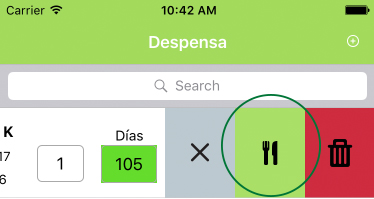 Carrier 10:42 AM
Despensa
Search
K Días
17 1 105
6